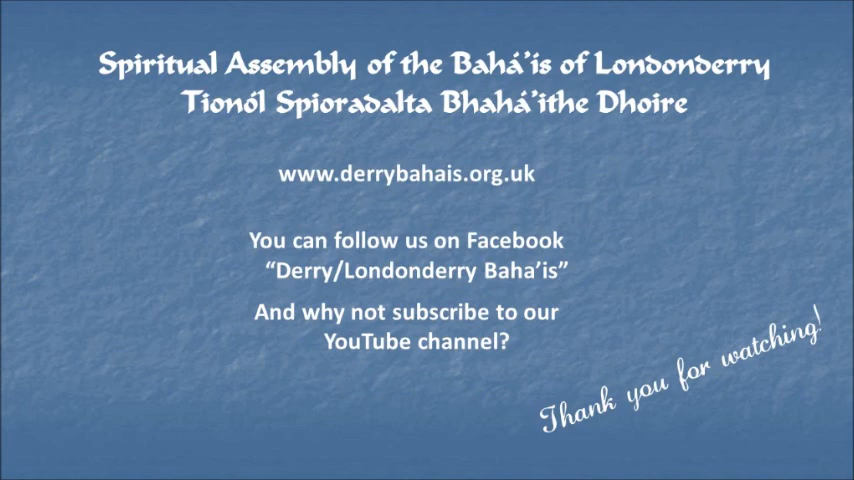 Spiritual Assembly of the Bahá’ís of Londonderry
Tionól Spioradalta Bhahá’ithe Dhoire
www.derrybahais.org.uk
You can follow us on Facebook
“Derry/Londonderry Baha’is”
And why not subscribe to our
YouTube channel?
Thank you for watching!